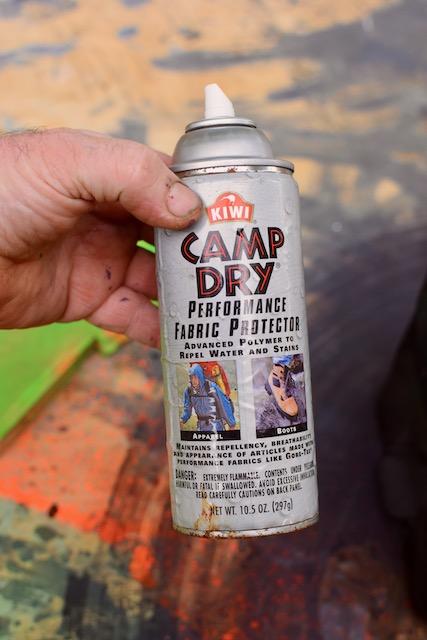 KIWI
CAMP
DRY
PERFORMANCE
FABRIC PROTECTOR
ADVANCED POLYMER TO
REPEL WATER AND STAINS
APPAREL BOOTS
MAINTAINS REPELLENCY, BREATHABILITY
AND APPEARANCE OF ARTICLES MADE WITH
PERFORMANCE FABRICS LIKE GORE-TEX
DANGER: EXTREMELY FLAMMABLE. CONTENTS UNDER PRESSURE.
HARMFUL OR FATAL IF SWALLOWED. AVOID EXCESSIVE INHALATION.
READ CAREFULLY CAUTIONS ON BACK PANEL.
NET WT. 10.5 OZ. (297g)